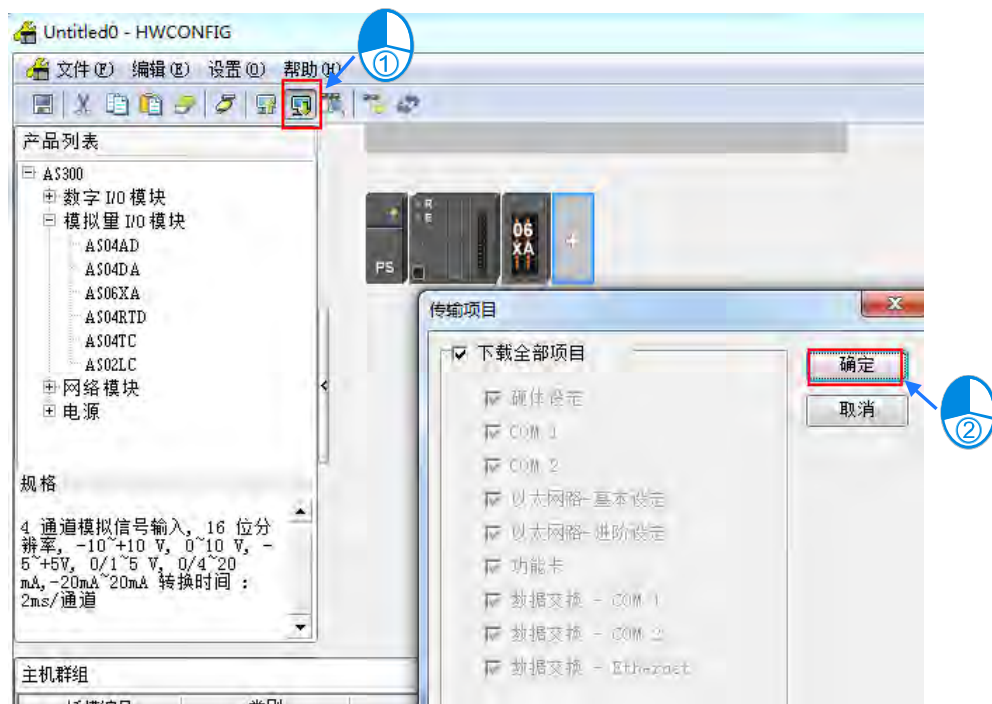 Untitled0 - HWCONFIG
文件(F) 编辑(E) 设置(O) 帮助(H)
①
产品列表
AS300
数字 I/O 模块
模拟量 I/O 模块
AS04AD
AS04DA
AS06XA
AS04RTD
AS04TC
AS02LC
网络模块
电源
R
E
PS
06
XA
+
传输项目
下载全部项目
确定
取消
②
硬体设定
COM 1
COM 2
以太网路-基本设定
以太网路-进阶设定
功能卡
数据交换 - COM 1
数据交换 - COM 2
数据交换 - Ethernet
规格
4 通道模拟信号输入, 16 位分
辨率, -10~+10 V, 0~10 V, -
5~+5V, 0/1~5 V, 0/4~20
mA,-20mA~20mA 转换时间 :
2ms/通道
主机群组